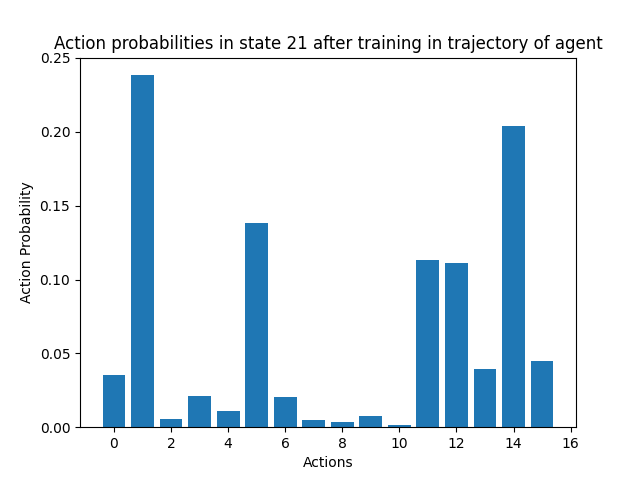 Action probabilities in state 21 after training in trajectory of agent
0.25
0.20
0.15
0.10
0.05
0.00
Action Probability
0 2 4 6 8 10 12 14 16
Actions